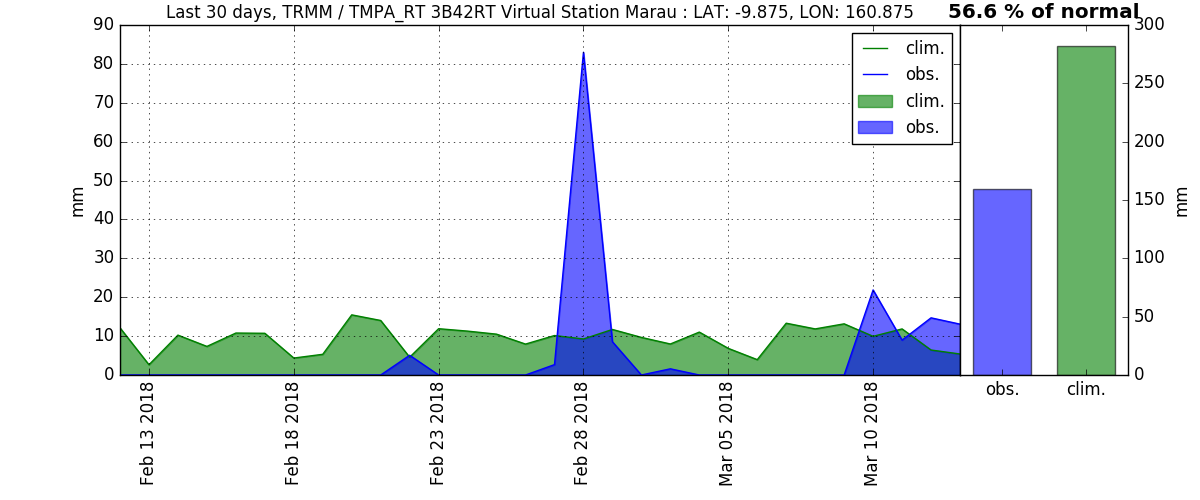 Last 30 days, TRMM / TMPA_RT 3B42RT Virtual Station Marau : LAT: -9.875, LON: 160.875
56.6 % of normal
90
80
70
60
50
40
30
20
10
0
mm
clim.
obs.
clim.
obs.
Feb 13 2018
Feb 18 2018
Feb 23 2018
Feb 28 2018
Mar 05 2018
Mar 10 2018
300
250
200
150
100
50
0
mm
obs.
clim.